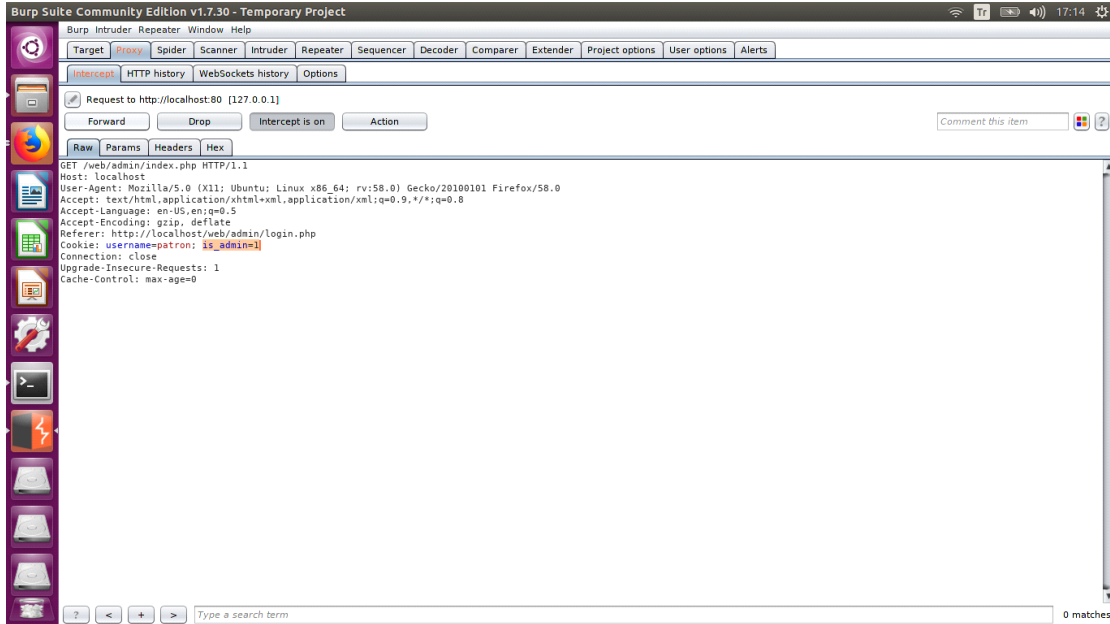 Burp Suite Community Edition v1.7.30 - Temporary Project
Tr
17:14
Burp Intruder Repeater Window Help
Target Proxy Spider Scanner Intruder Repeater Sequencer Decoder Comparer Extender Project options User options Alerts
Intercept HTTP history WebSockets history Options
Request to http://localhost:80 [127.0.0.1]
Forward Drop Intercept is on Action Comment this item ?
Raw Params Headers Hex
GET /web/admin/index.php HTTP/1.1
Host: localhost
User-Agent: Mozilla/5.0 (X11; Ubuntu; Linux x86_64; rv:58.0) Gecko/20100101 Firefox/58.0
Accept: text/html,application/xhtml+xml,application/xml;q=0.9,*/*;q=0.8
Accept-Language: en-US,en;q=0.5
Accept-Encoding: gzip, deflate
Referer: http://localhost/web/admin/login.php
Cookie: username=patron; is_admin=1
Connection: close
Upgrade-Insecure-Requests: 1
Cache-Control: max-age=0
? < + > Type a search term 0 matches